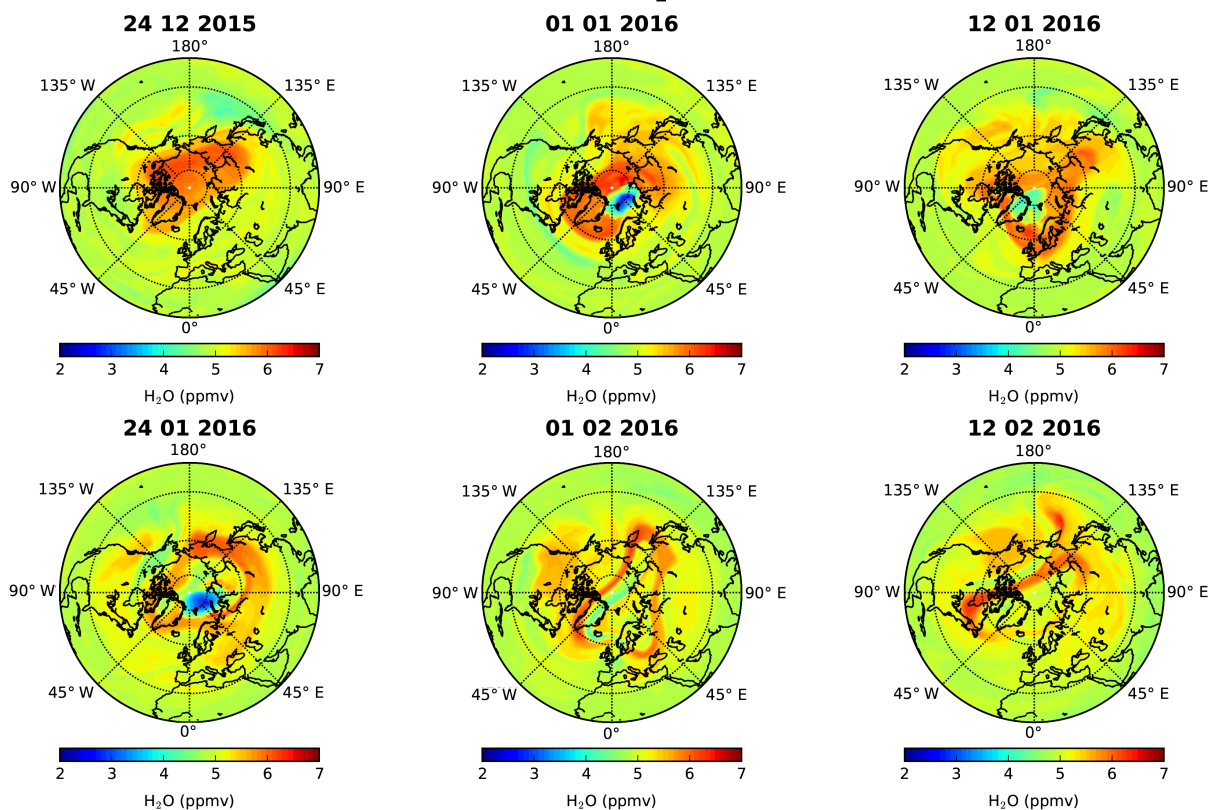 24 12 2015 01 01 2016 12 01 2016
180° 180° 180°
135° W 135° E 135° W 135° E 135° W 135° E
90° W 90° E 90° W 90° E 90° W 90° E
45° W 45° E 45° W 45° E 45° W 45° E
0° 0° 0°
2 3 4 5 6 7 2 3 4 5 6 7 2 3 4 5 6 7
H₂O (ppmv) H₂O (ppmv) H₂O (ppmv)
24 01 2016 01 02 2016 12 02 2016
180° 180° 180°
135° W 135° E 135° W 135° E 135° W 135° E
90° W 90° E 90° W 90° E 90° W 90° E
45° W 45° E 45° W 45° E 45° W 45° E
0° 0° 0°
2 3 4 5 6 7 2 3 4 5 6 7 2 3 4 5 6 7
H₂O (ppmv) H₂O (ppmv) H₂O (ppmv)